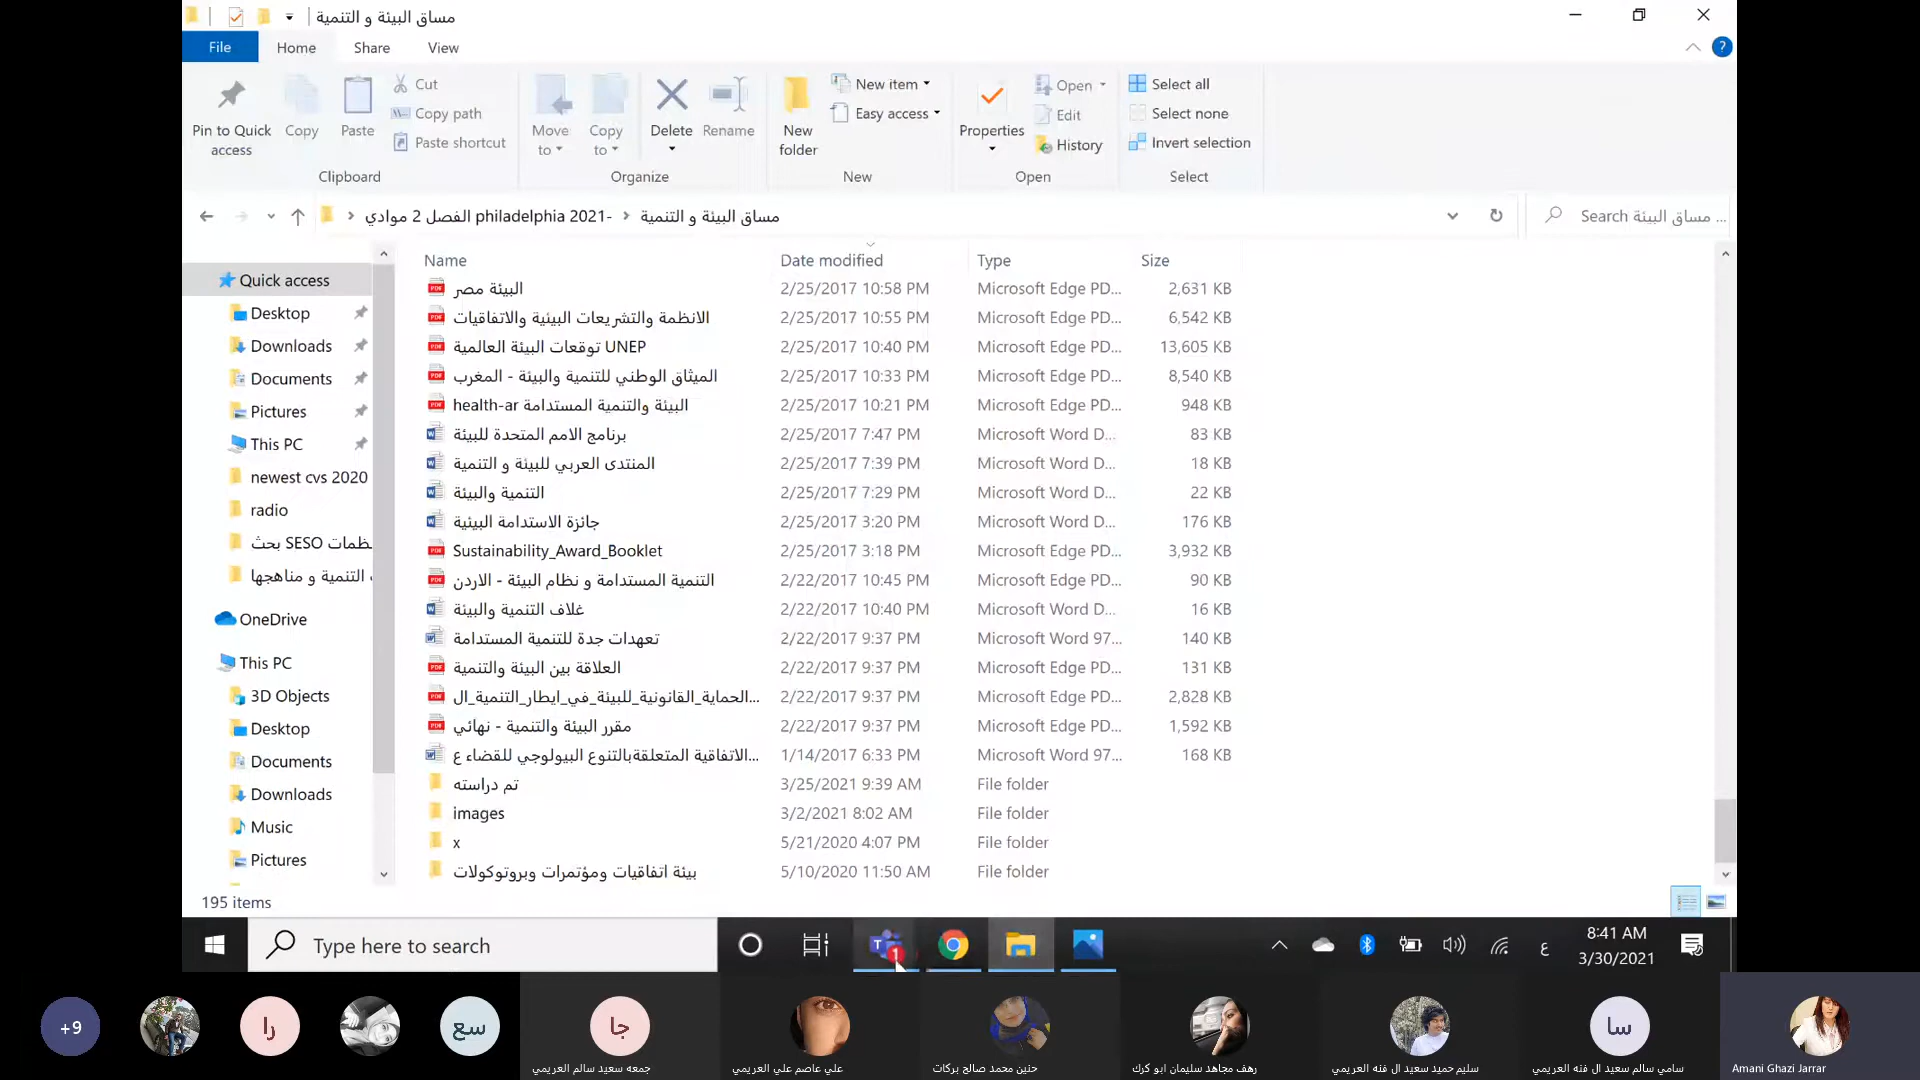 مساق البيئة و التنمية
File Home Share View
Pin to Quick access
Copy
Paste
Cut
Copy path
Paste shortcut
Clipboard
Move to
Copy to
Delete
Rename
Organize
New folder
New item
Easy access
New
Properties
Open
Edit
History
Open
Select all
Select none
Invert selection
Select
الفصل 2 موادي philadelphia 2021- › مساق البيئة و التنمية
Search مساق البيئة ...
Quick access
Desktop
Downloads
Documents
Pictures
This PC
newest cvs 2020
radio
ظمات SESO بحث
التنمية و مناهجها
OneDrive
This PC
3D Objects
Desktop
Documents
Downloads
Music
Pictures
Name Date modified Type Size
البيئة مصر 2/25/2017 10:58 PM Microsoft Edge PD... 2,631 KB
الانظمة والتشريعات البيئية والاتفاقيات 2/25/2017 10:55 PM Microsoft Edge PD... 6,542 KB
توقعات البيئة العالمية UNEP 2/25/2017 10:40 PM Microsoft Edge PD... 13,605 KB
الميثاق الوطني للتنمية والبيئة - المغرب 2/25/2017 10:33 PM Microsoft Edge PD... 8,540 KB
البيئة والتنمية المستدامة health-ar 2/25/2017 10:21 PM Microsoft Edge PD... 948 KB
برنامج الامم المتحدة للبيئة 2/25/2017 7:47 PM Microsoft Word D... 83 KB
المنتدى العربي للبيئة و التنمية 2/25/2017 7:39 PM Microsoft Word D... 18 KB
التنمية والبيئة 2/25/2017 7:29 PM Microsoft Word D... 22 KB
جائزة الاستدامة البيئية 2/25/2017 3:20 PM Microsoft Word D... 176 KB
Sustainability_Award_Booklet 2/25/2017 3:18 PM Microsoft Edge PD... 3,932 KB
التنمية المستدامة و نظام البيئة - الاردن 2/22/2017 10:45 PM Microsoft Edge PD... 90 KB
غلاف التنمية والبيئة 2/22/2017 10:40 PM Microsoft Word D... 16 KB
تعهدات جدة للتنمية المستدامة 2/22/2017 9:37 PM Microsoft Word 97... 140 KB
العلاقة بين البيئة والتنمية 2/22/2017 9:37 PM Microsoft Edge PD... 131 KB
الحماية_القانونية_للبيئة_في_ايطار_التنمية_ال... 2/22/2017 9:37 PM Microsoft Edge PD... 2,828 KB
مقرر البيئة والتنمية - نهائي 2/22/2017 9:37 PM Microsoft Edge PD... 1,592 KB
الاتفاقية المتعلقةبالتنوع البيولوجي للقضاء ع... 1/14/2017 6:33 PM Microsoft Word 97... 168 KB
تم دراسته 3/25/2021 9:39 AM File folder
images 3/2/2021 8:02 AM File folder
x 5/21/2020 4:07 PM File folder
بيئة اتفاقيات ومؤتمرات وبروتوكولات 5/10/2020 11:50 AM File folder
195 items
Type here to search
1
ع
8:41 AM
3/30/2021
+9
را
سع
جا
سا
جمعه سعيد سالم العريمي
علي عاصم علي العريمي
حنين محمد صالح بركات
رهف مجاهد سليمان ابو كرك
سليم حميد سعيد ال فنه العريمي
سامي سالم سعيد ال فنه العريمي
Amani Ghazi Jarrar